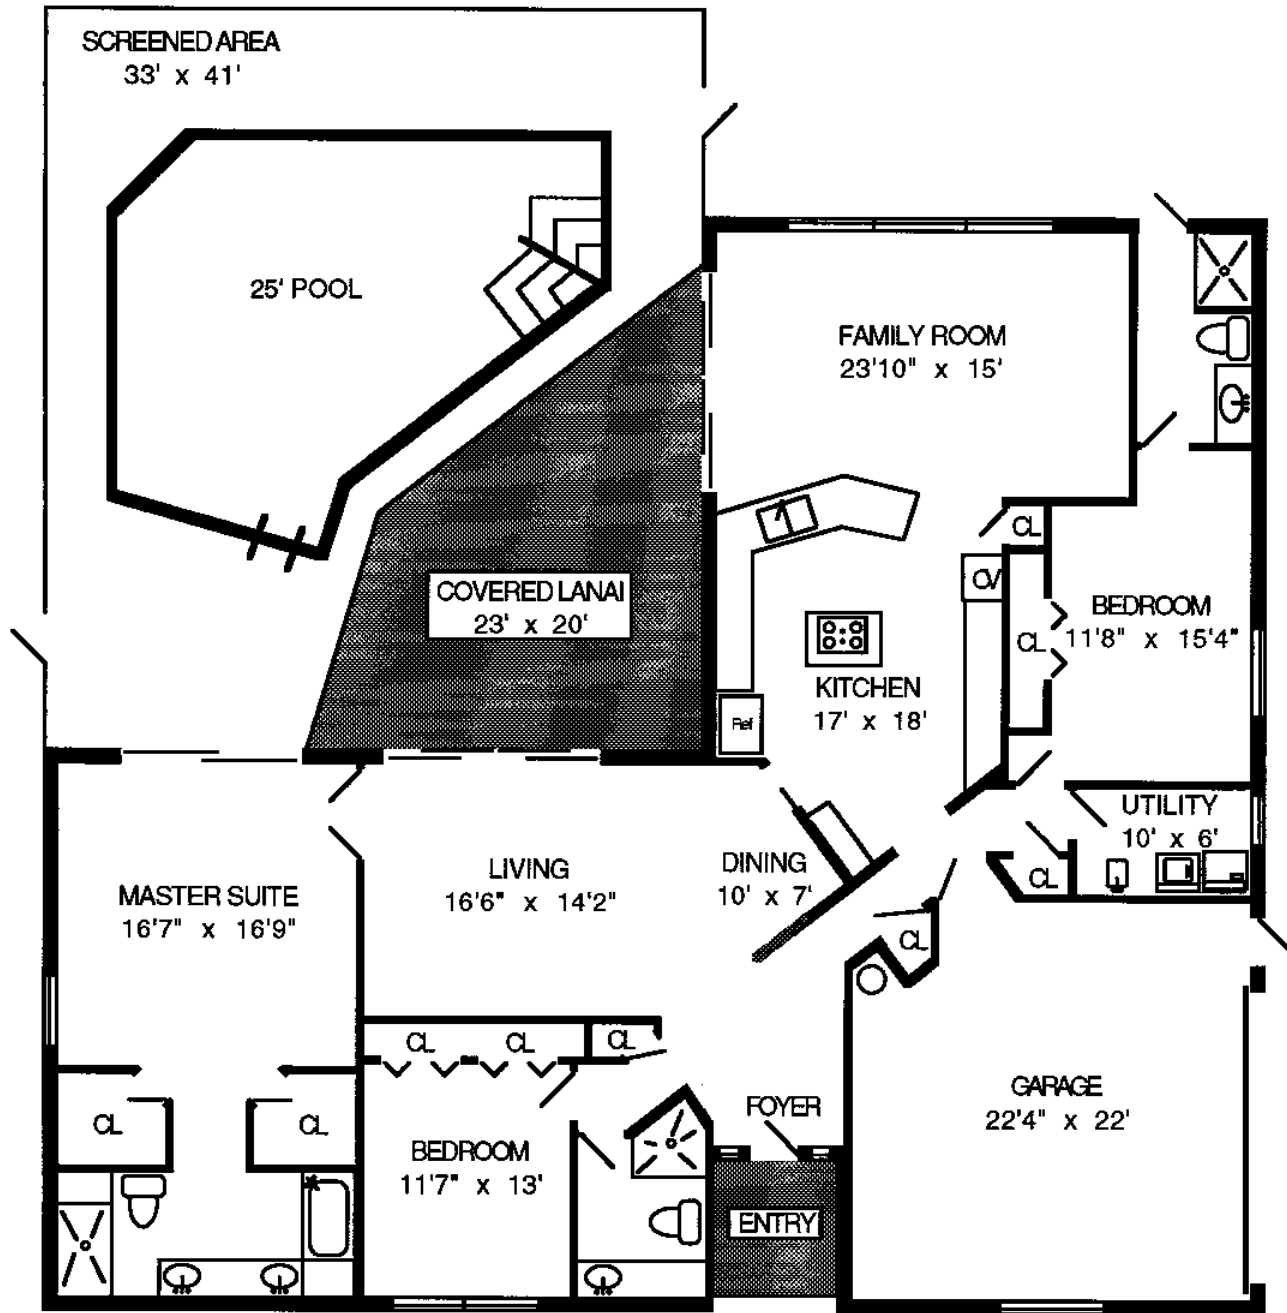 SCREENED AREA
33' x 41'
25' POOL
FAMILY ROOM
23'10" x 15'
CL
OV
COVERED LANAI
23' x 20'
BEDROOM
11'8" x 15'4"
CL
KITCHEN
17' x 18'
Ref
UTILITY
10' x 6'
CL
LIVING
16'6" x 14'2"
DINING
10' x 7'
MASTER SUITE
16'7" x 16'9"
CL
CL
CL
CL
GARAGE
22'4" x 22'
FOYER
CL
CL
BEDROOM
11'7" x 13'
ENTRY